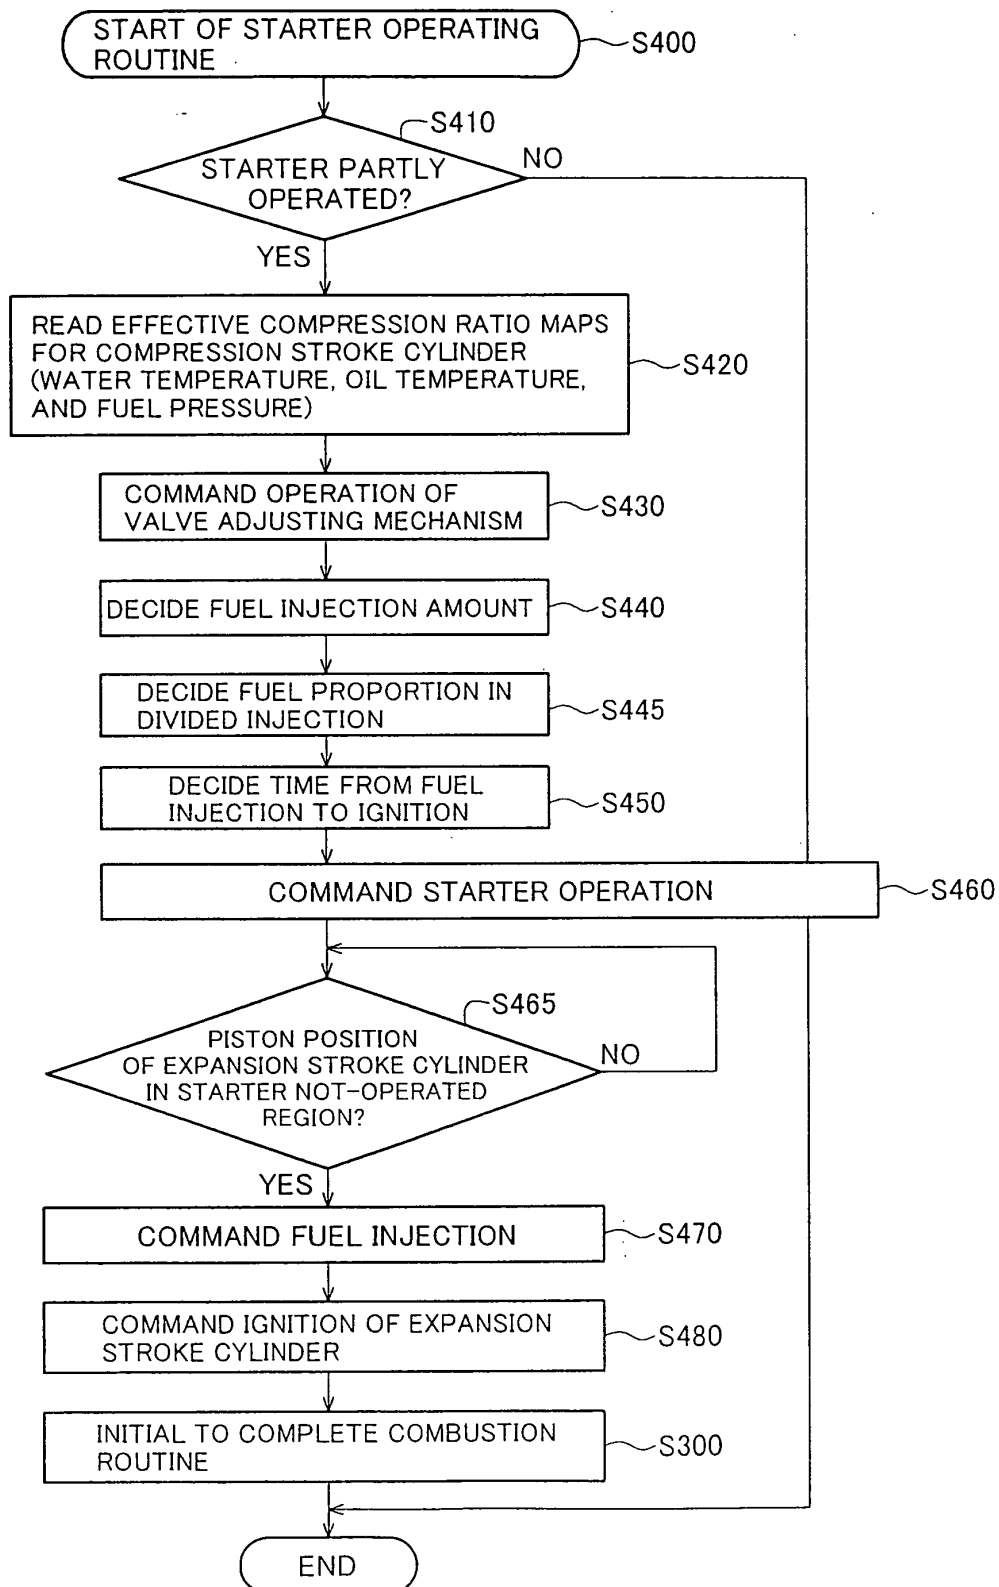 START OF STARTER OPERATING
ROUTINE
S400
S410
STARTER PARTLY
OPERATED?
NO
YES
READ EFFECTIVE COMPRESSION RATIO MAPS
FOR COMPRESSION STROKE CYLINDER
(WATER TEMPERATURE, OIL TEMPERATURE,
AND FUEL PRESSURE)
S420
COMMAND OPERATION OF
VALVE ADJUSTING MECHANISM
S430
DECIDE FUEL INJECTION AMOUNT
S440
DECIDE FUEL PROPORTION IN
DIVIDED INJECTION
S445
DECIDE TIME FROM FUEL
INJECTION TO IGNITION
S450
COMMAND STARTER OPERATION
S460
S465
PISTON POSITION
OF EXPANSION STROKE CYLINDER
IN STARTER NOT-OPERATED
REGION?
NO
YES
COMMAND FUEL INJECTION
S470
COMMAND IGNITION OF EXPANSION
STROKE CYLINDER
S480
INITIAL TO COMPLETE COMBUSTION
ROUTINE
S300
END